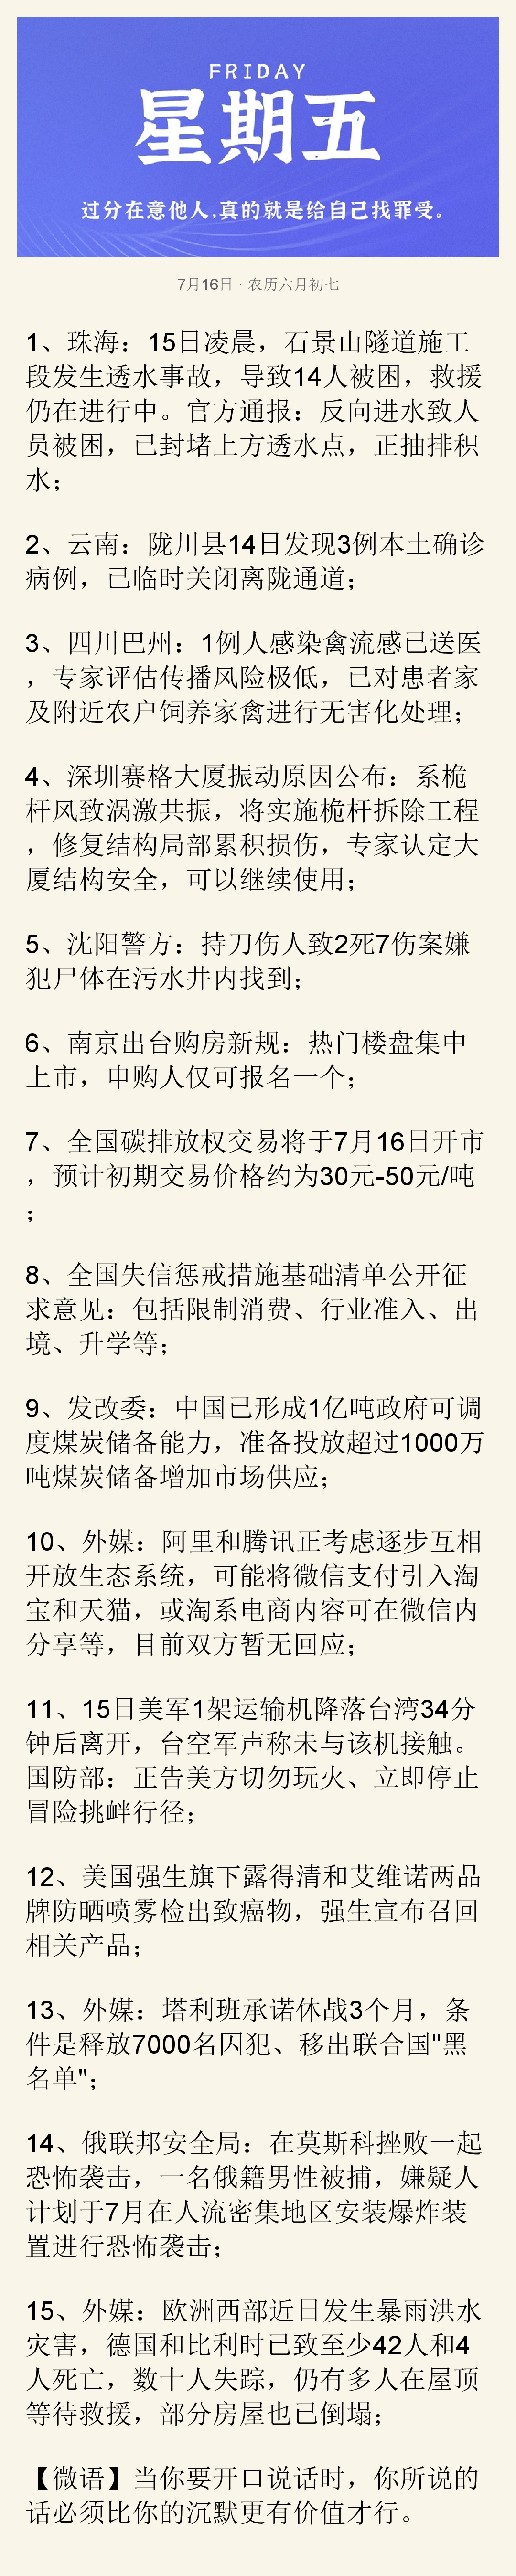 FRIDAY
星期五
过分在意他人,真的就是给自己找罪受。
7月16日 · 农历六月初七
1、珠海：15日凌晨，石景山隧道施工
段发生透水事故，导致14人被困，救援
仍在进行中。官方通报：反向进水致人
员被困，已封堵上方透水点，正抽排积
水；
2、云南：陇川县14日发现3例本土确诊
病例，已临时关闭离陇通道；
3、四川巴州：1例人感染禽流感已送医
，专家评估传播风险极低，已对患者家
及附近农户饲养家禽进行无害化处理；
4、深圳赛格大厦振动原因公布：系桅
杆风致涡激共振，将实施桅杆拆除工程
，修复结构局部累积损伤，专家认定大
厦结构安全，可以继续使用；
5、沈阳警方：持刀伤人致2死7伤案嫌
犯尸体在污水井内找到；
6、南京出台购房新规：热门楼盘集中
上市，申购人仅可报名一个；
7、全国碳排放权交易将于7月16日开市
，预计初期交易价格约为30元-50元/吨
；
8、全国失信惩戒措施基础清单公开征
求意见：包括限制消费、行业准入、出
境、升学等；
9、发改委：中国已形成1亿吨政府可调
度煤炭储备能力，准备投放超过1000万
吨煤炭储备增加市场供应；
10、外媒：阿里和腾讯正考虑逐步互相
开放生态系统，可能将微信支付引入淘
宝和天猫，或淘系电商内容可在微信内
分享等，目前双方暂无回应；
11、15日美军1架运输机降落台湾34分
钟后离开，台空军声称未与该机接触。
国防部：正告美方切勿玩火、立即停止
冒险挑衅行径；
12、美国强生旗下露得清和艾维诺两品
牌防晒喷雾检出致癌物，强生宣布召回
相关产品；
13、外媒：塔利班承诺休战3个月，条
件是释放7000名囚犯、移出联合国"黑
名单"；
14、俄联邦安全局：在莫斯科挫败一起
恐怖袭击，一名俄籍男性被捕，嫌疑人
计划于7月在人流密集地区安装爆炸装
置进行恐怖袭击；
15、外媒：欧洲西部近日发生暴雨洪水
灾害，德国和比利时已致至少42人和4
人死亡，数十人失踪，仍有多人在屋顶
等待救援，部分房屋也已倒塌；
【微语】当你要开口说话时，你所说的
话必须比你的沉默更有价值才行。